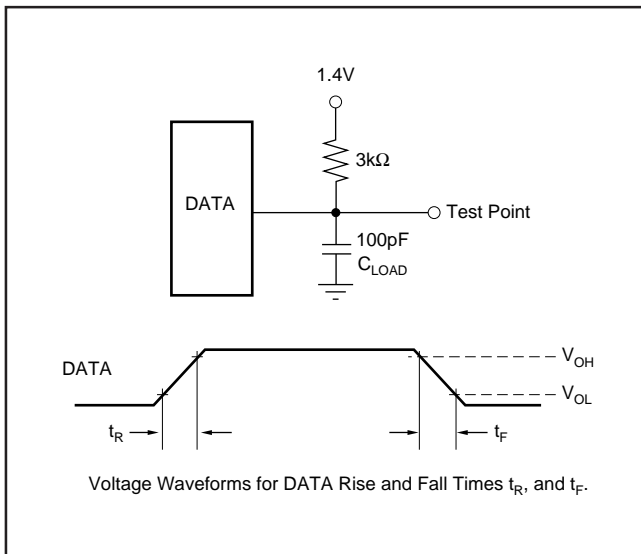 1.4V
3kΩ
DATA
Test Point
100pF
C_LOAD
DATA
V_OH
V_OL
t_R
t_F
Voltage Waveforms for DATA Rise and Fall Times t_R, and t_F.